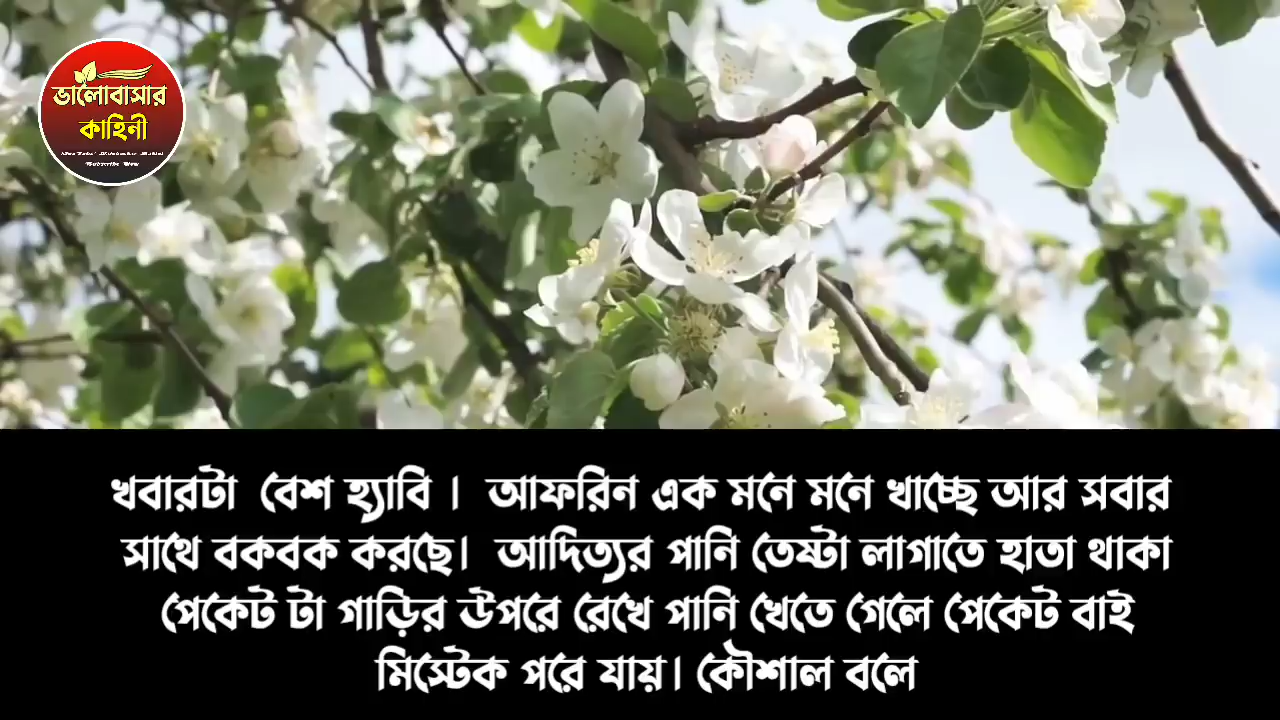 ভালোবাসার
কাহিনী
খবারটা বেশ হ্যাবি । আফরিন এক মনে মনে খাচ্ছে আর সবার
সাথে বকবক করছে। আদিত্যর পানি তেষ্টা লাগাতে হাতা থাকা
পেকেট টা গাড়ির উপরে রেখে পানি খেতে গেলে পেকেট বাই
মিস্টেক পরে যায়। কৌশাল বলে